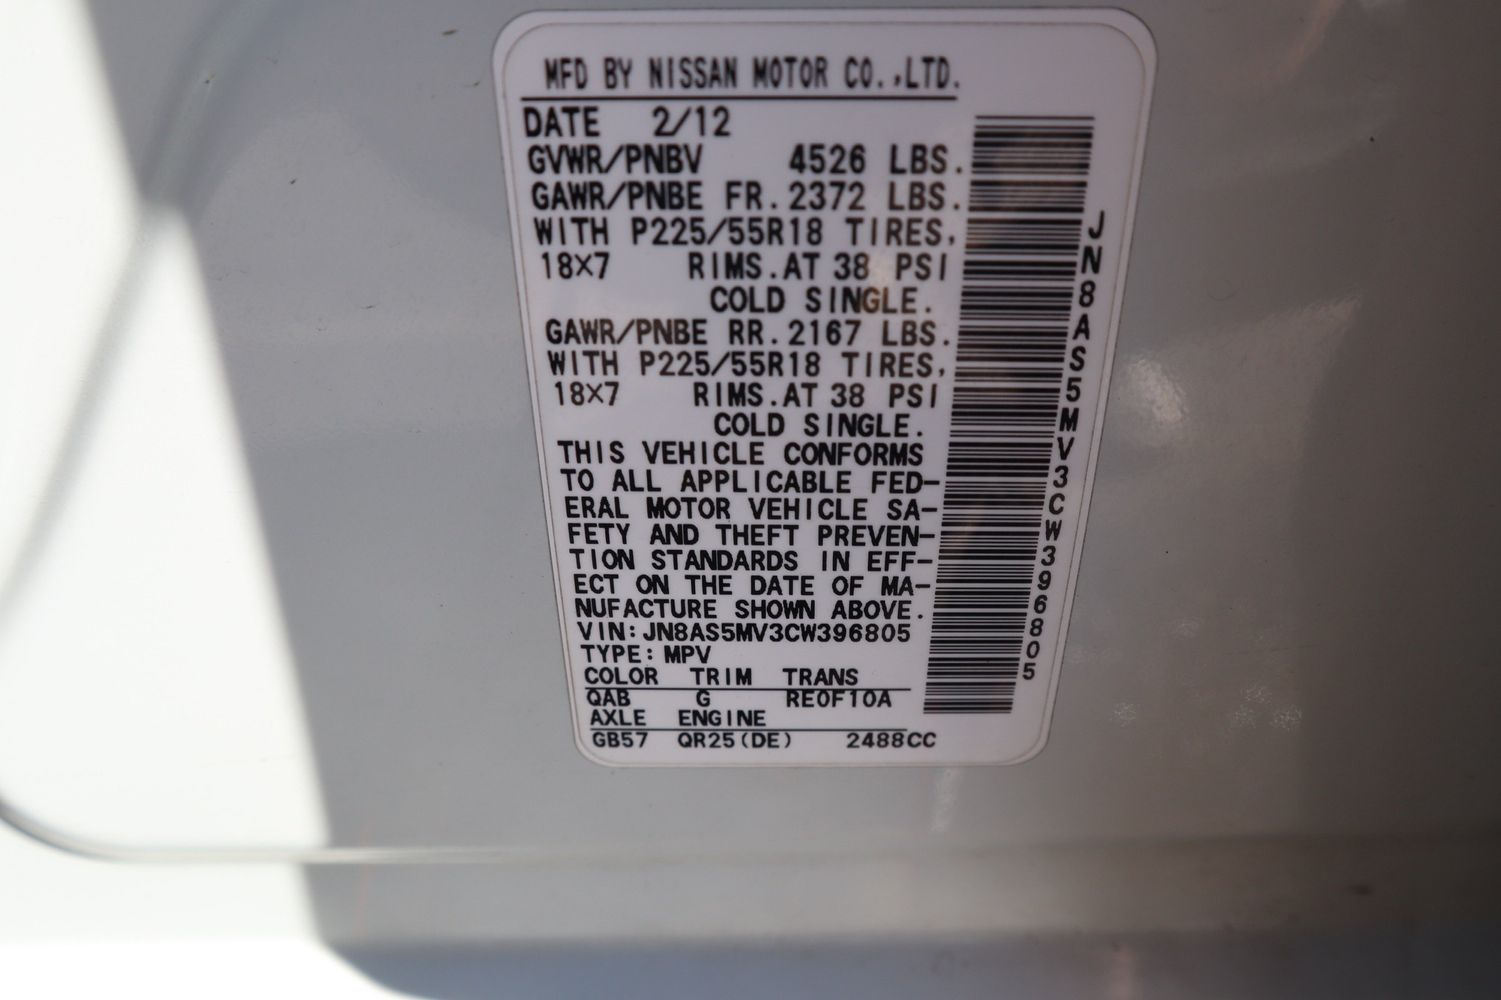 MFD BY NISSAN MOTOR CO.,LTD.
DATE 2/12
GVWR/PNBV 4526 LBS.
GAWR/PNBE FR. 2372 LBS.
WITH P225/55R18 TIRES,
18×7 RIMS.AT 38 PSI
COLD SINGLE.
GAWR/PNBE RR. 2167 LBS.
WITH P225/55R18 TIRES,
18×7 RIMS.AT 38 PSI
COLD SINGLE.
THIS VEHICLE CONFORMS
TO ALL APPLICABLE FED-
ERAL MOTOR VEHICLE SA-
FETY AND THEFT PREVEN-
TION STANDARDS IN EFF-
ECT ON THE DATE OF MA-
NUFACTURE SHOWN ABOVE.
VIN:JN8AS5MV3CW396805
TYPE:MPV
COLOR TRIM TRANS
QAB G RE0F10A
AXLE ENGINE
GB57 QR25(DE) 2488CC
JN8AS5MV3CW396805